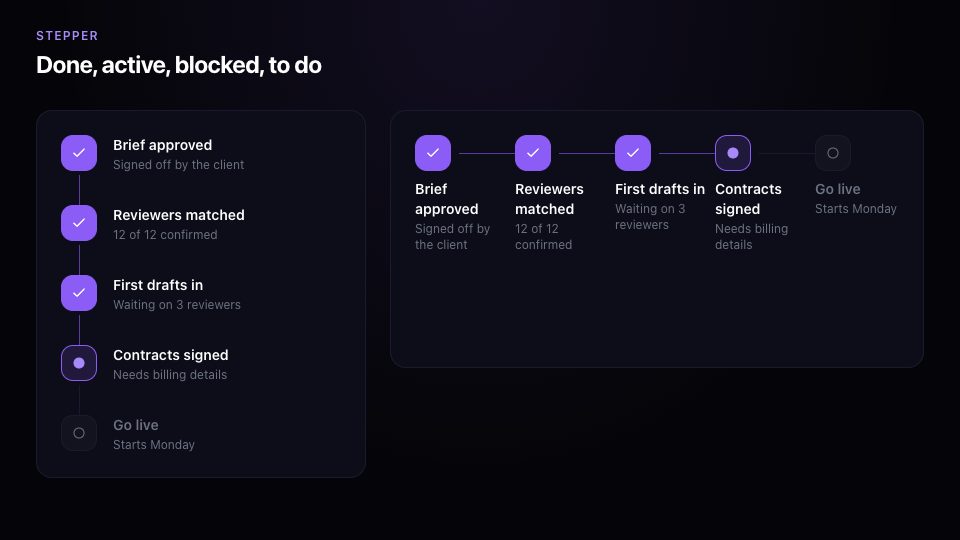 STEPPER
Done, active, blocked, to do
Brief approved
Signed off by the client
Reviewers matched
12 of 12 confirmed
First drafts in
Waiting on 3 reviewers
Contracts signed
Needs billing details
Go live
Starts Monday
Brief
approved
Signed off by
the client
Reviewers
matched
12 of 12
confirmed
First drafts in
Waiting on 3
reviewers
Contracts
signed
Needs billing
details
Go live
Starts Monday